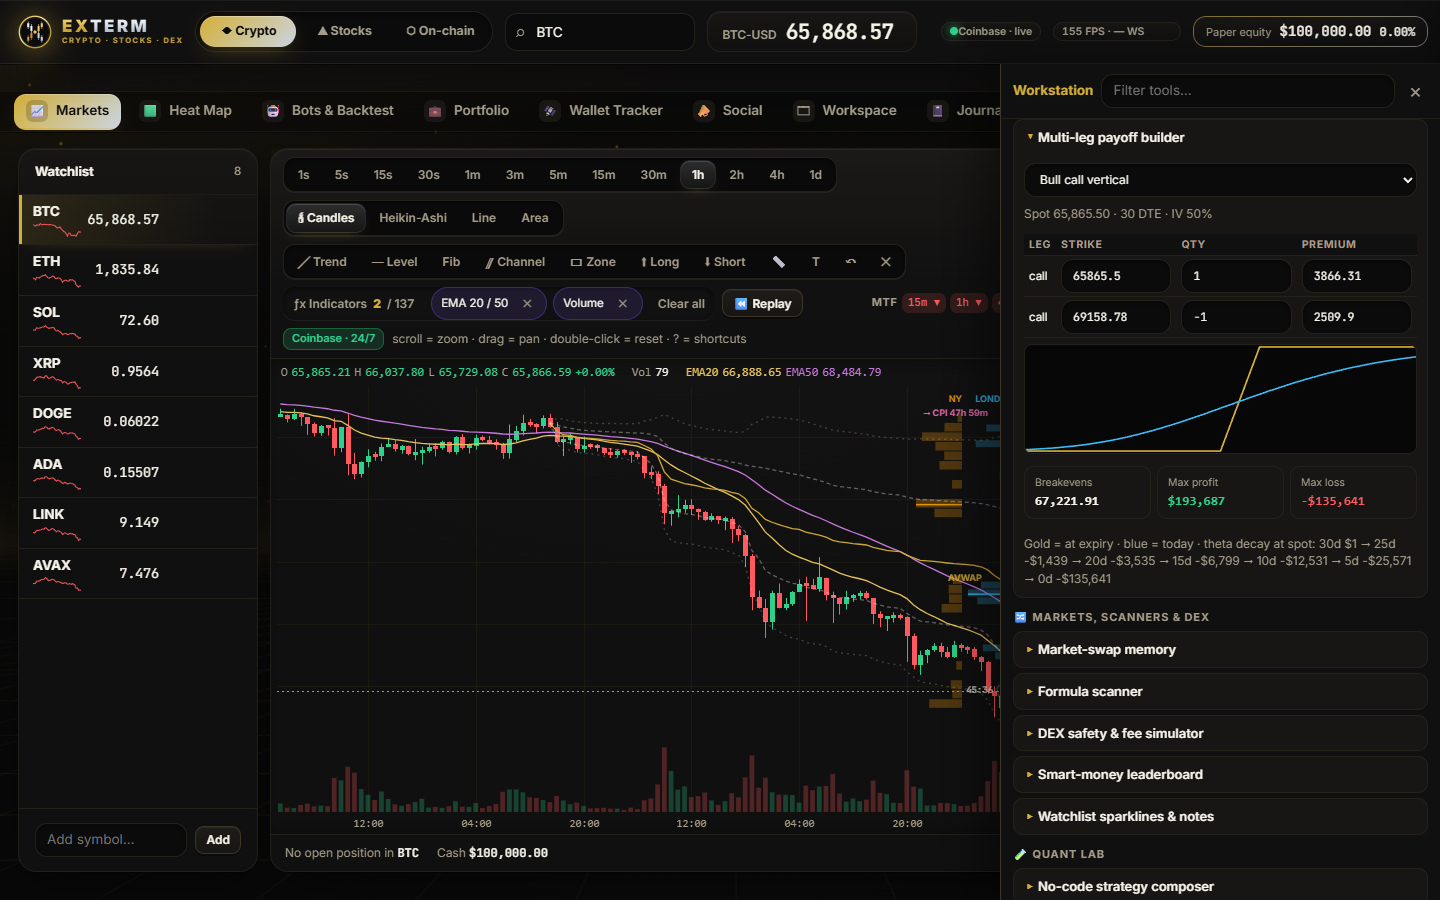 EXTERM
CRYPTO · STOCKS · DEX
Crypto
Stocks
On-chain
BTC
BTC-USD 65,868.57
Coinbase · live
155 FPS · — WS
Paper equity $100,000.00 0.00%
Markets
Heat Map
Bots & Backtest
Portfolio
Wallet Tracker
Social
Workspace
Journa
Workstation
Filter tools...
×
Watchlist 8
BTC 65,868.57
ETH 1,835.84
SOL 72.60
XRP 0.9564
DOGE 0.06022
ADA 0.15507
LINK 9.149
AVAX 7.476
Add symbol...
Add
1s 5s 15s 30s 1m 3m 5m 15m 30m 1h 2h 4h 1d
Candles Heikin-Ashi Line Area
Trend Level Fib Channel Zone Long Short T
ƒx Indicators 2 / 137
EMA 20 / 50 ×
Volume ×
Clear all
Replay
MTF 15m ▼ 1h ▼
Coinbase · 24/7
scroll = zoom · drag = pan · double-click = reset · ? = shortcuts
O 65,865.21 H 66,037.80 L 65,729.08 C 65,866.59 +0.00% Vol 79 EMA20 66,888.65 EMA50 68,484.79
NY LOND
→ CPI 47h 59m
AVWAP
12:00 04:00 20:00 12:00 04:00 20:00
No open position in BTC Cash $100,000.00
▾ Multi-leg payoff builder
Bull call vertical
Spot 65,865.50 · 30 DTE · IV 50%
LEG STRIKE QTY PREMIUM
call 65865.5 1 3866.31
call 69158.78 -1 2509.9
Breakevens
67,221.91
Max profit
$193,687
Max loss
-$135,641
Gold = at expiry · blue = today · theta decay at spot: 30d $1 → 25d
-$1,439 → 20d -$3,535 → 15d -$6,799 → 10d -$12,531 → 5d -$25,571
→ 0d -$135,641
MARKETS, SCANNERS & DEX
▸ Market-swap memory
▸ Formula scanner
▸ DEX safety & fee simulator
▸ Smart-money leaderboard
▸ Watchlist sparklines & notes
QUANT LAB
▸ No-code strategy composer